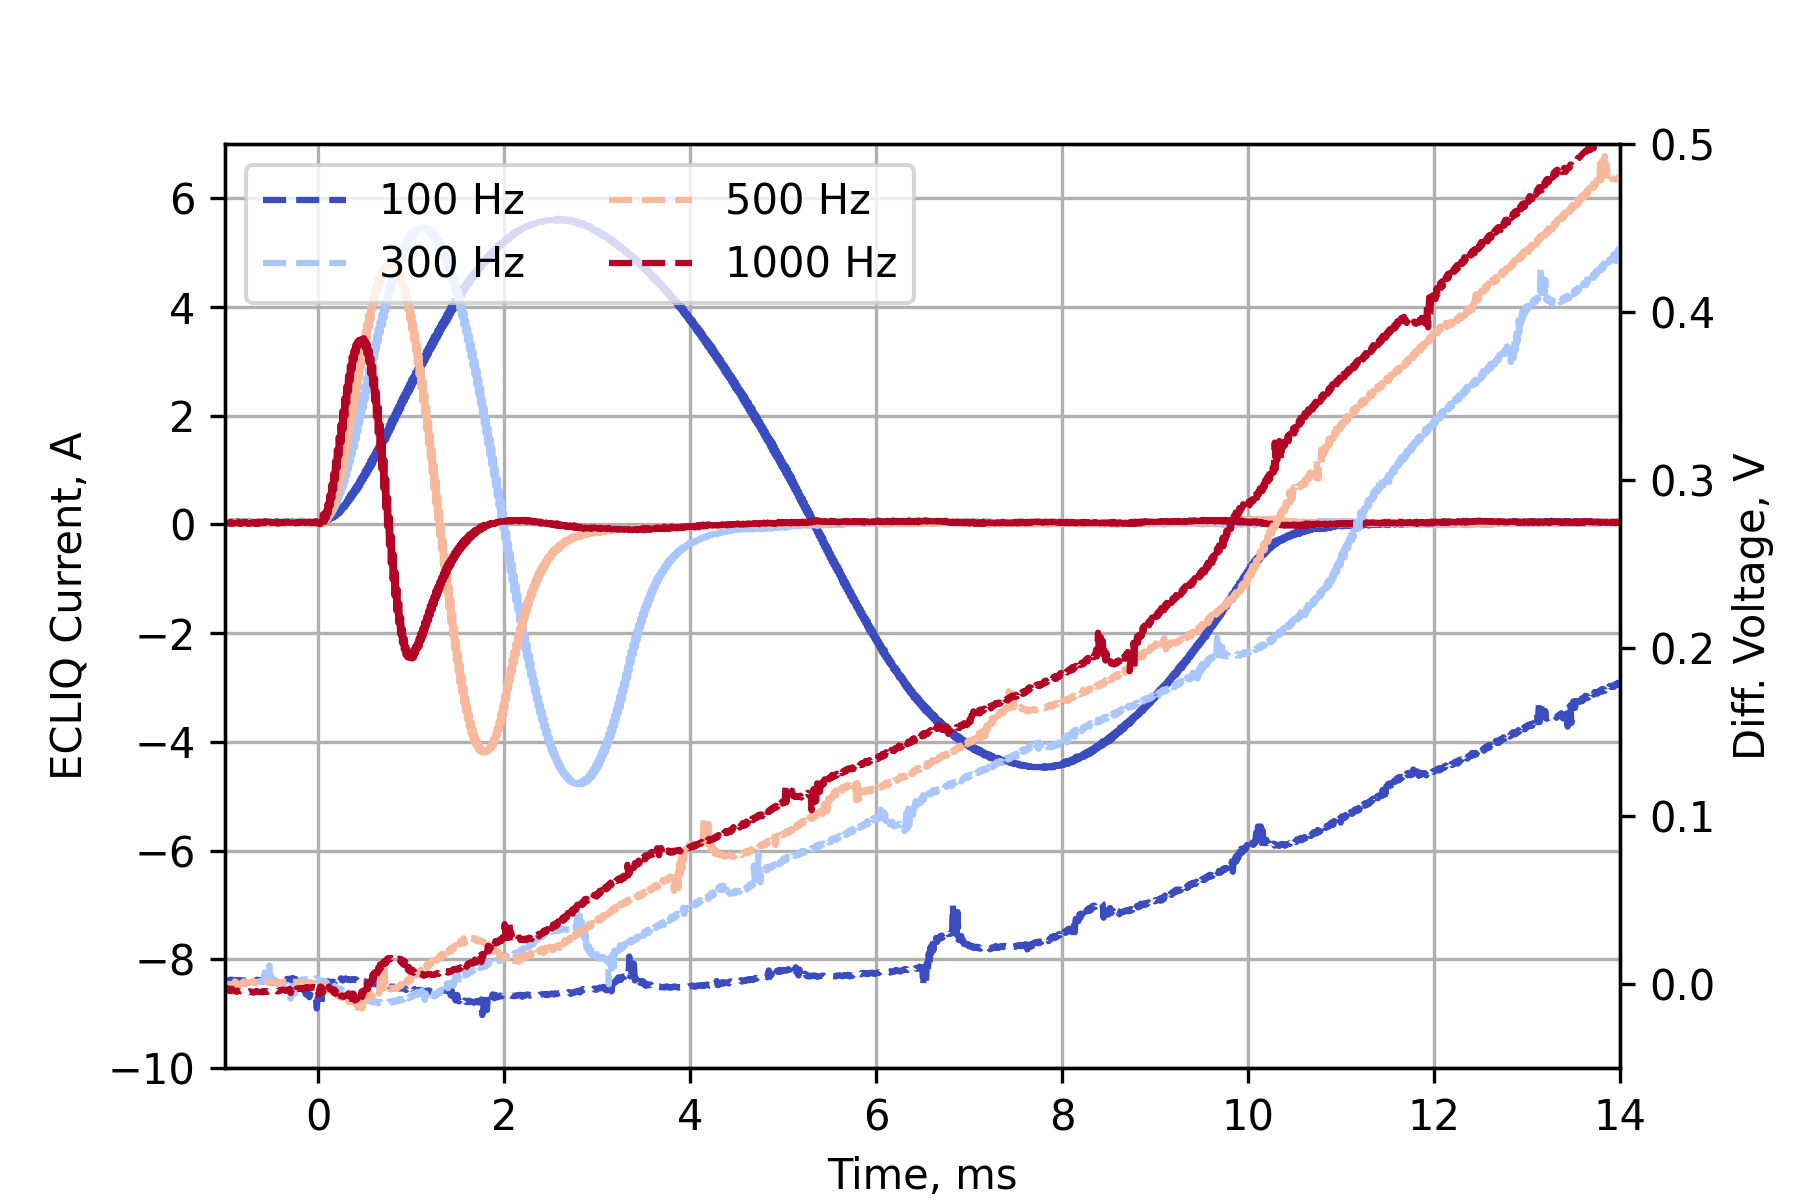 100 Hz
300 Hz
500 Hz
1000 Hz
6
4
2
0
−2
−4
−6
−8
−10
ECLIQ Current, A
0.5
0.4
0.3
0.2
0.1
0.0
Diff. Voltage, V
0 2 4 6 8 10 12 14
Time, ms